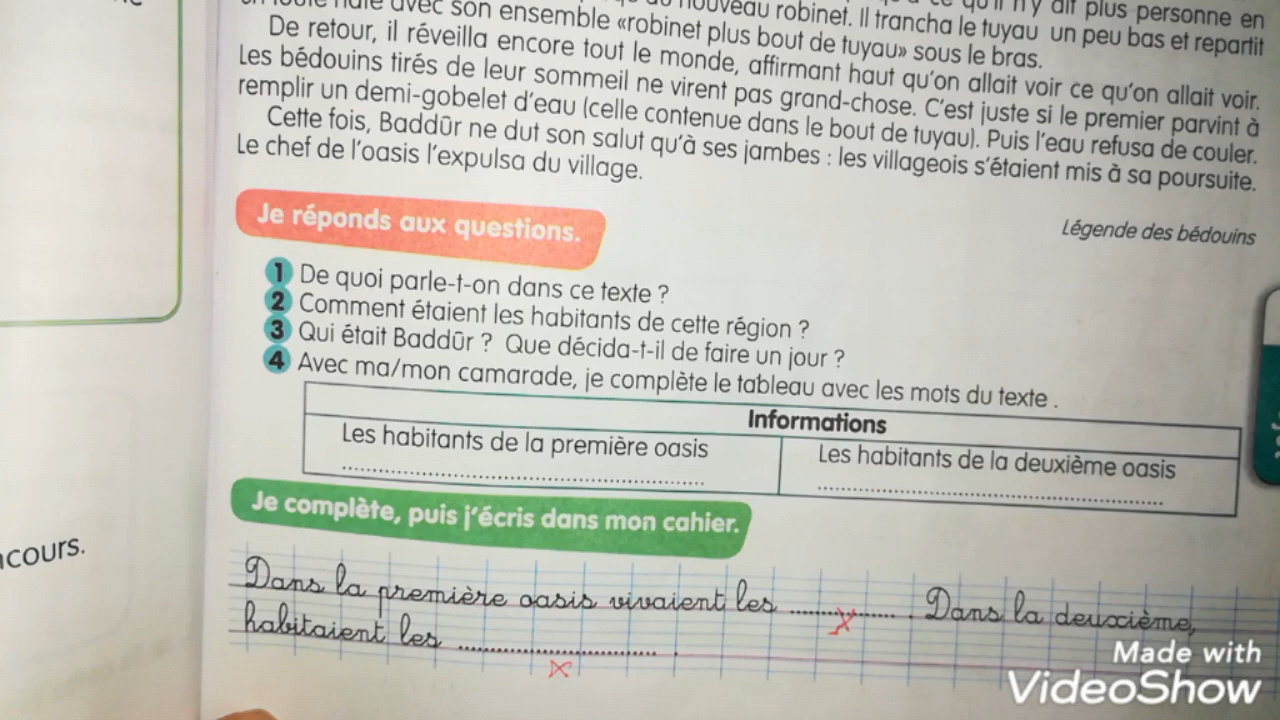 nouveau robinet. Il trancha le tuyau un peu bas et repartit
avec son ensemble «robinet plus bout de tuyau» sous le bras.
De retour, il réveilla encore tout le monde, affirmant haut qu'on allait voir ce qu'on allait voir.
Les bédouins tirés de leur sommeil ne virent pas grand-chose. C'est juste si le premier parvint à
remplir un demi-gobelet d'eau (celle contenue dans le bout de tuyau). Puis l'eau refusa de couler.
Cette fois, Baddūr ne dut son salut qu'à ses jambes : les villageois s'étaient mis à sa poursuite.
Le chef de l'oasis l'expulsa du village.
Légende des bédouins
Je réponds aux questions.
1 De quoi parle-t-on dans ce texte ?
2 Comment étaient les habitants de cette région ?
3 Qui était Baddūr ? Que décida-t-il de faire un jour ?
4 Avec ma/mon camarade, je complète le tableau avec les mots du texte .
Informations
Les habitants de la première oasis
Les habitants de la deuxième oasis
Je complète, puis j'écris dans mon cahier.
Dans la première oasis vivaient les .................. . Dans la deuxième,
habitaient les .................................. .
Made with
VideoShow